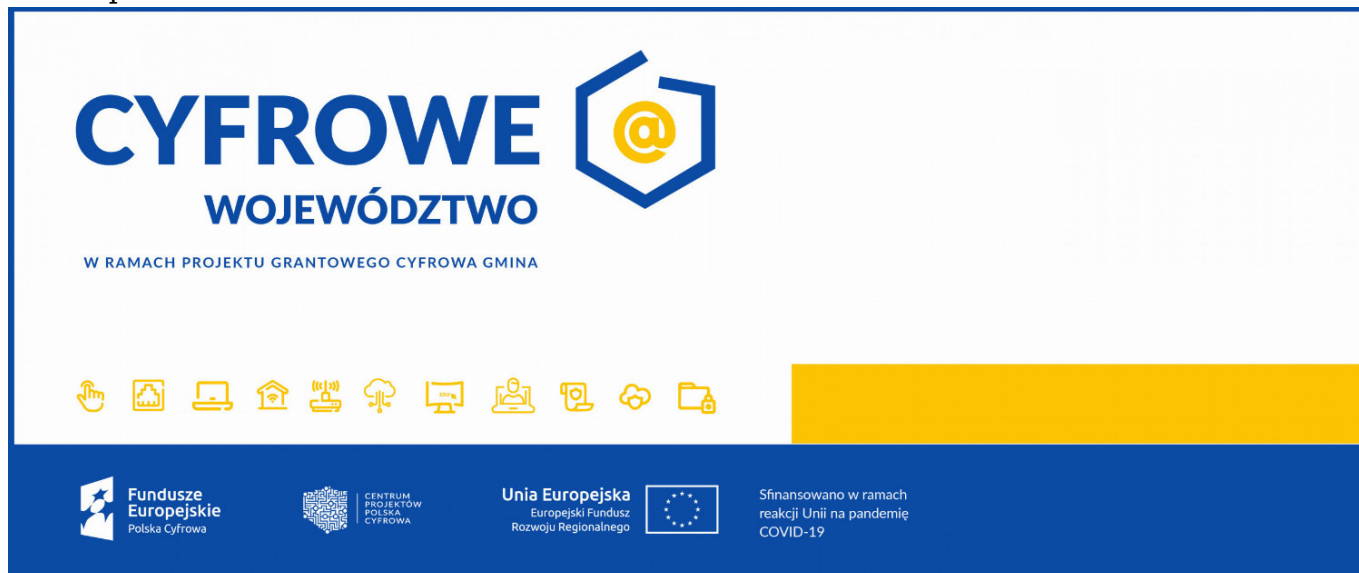 CYFROWE
@
WOJEWÓDZTWO
W RAMACH PROJEKTU GRANTOWEGO CYFROWA GMINA
Fundusze
Europejskie
Polska Cyfrowa
CENTRUM
PROJEKTÓW
POLSKA
CYFROWA
Unia Europejska
Europejski Fundusz
Rozwoju Regionalnego
Sfinansowano w ramach
reakcji Unii na pandemię
COVID-19